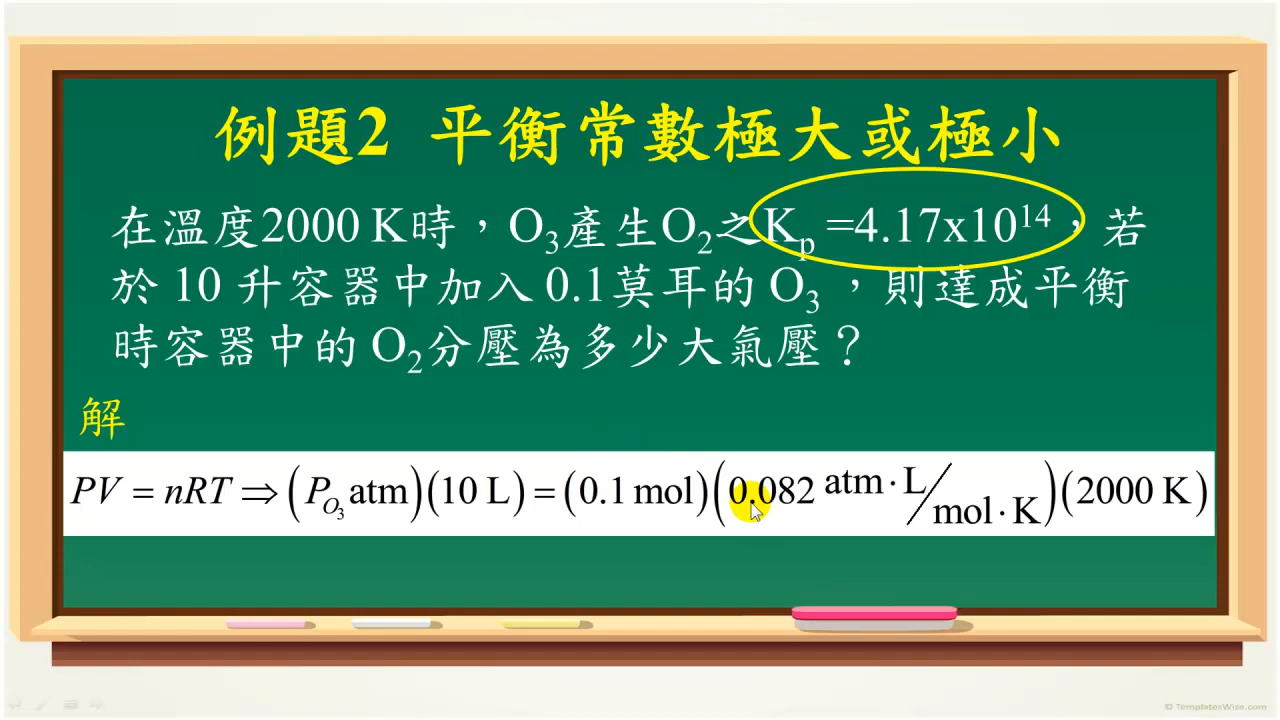 例題2 平衡常數極大或極小
在溫度2000 K時，O₃產生O₂之Kₚ =4.17x10¹⁴，若
於 10 升容器中加入 0.1莫耳的 O₃ ，則達成平衡
時容器中的 O₂分壓為多少大氣壓？
解
PV = nRT ⇒ (P_{O₃} atm)(10 L) = (0.1 mol)(0.082 atm·L/mol·K)(2000 K)
© TemplatesWise.com